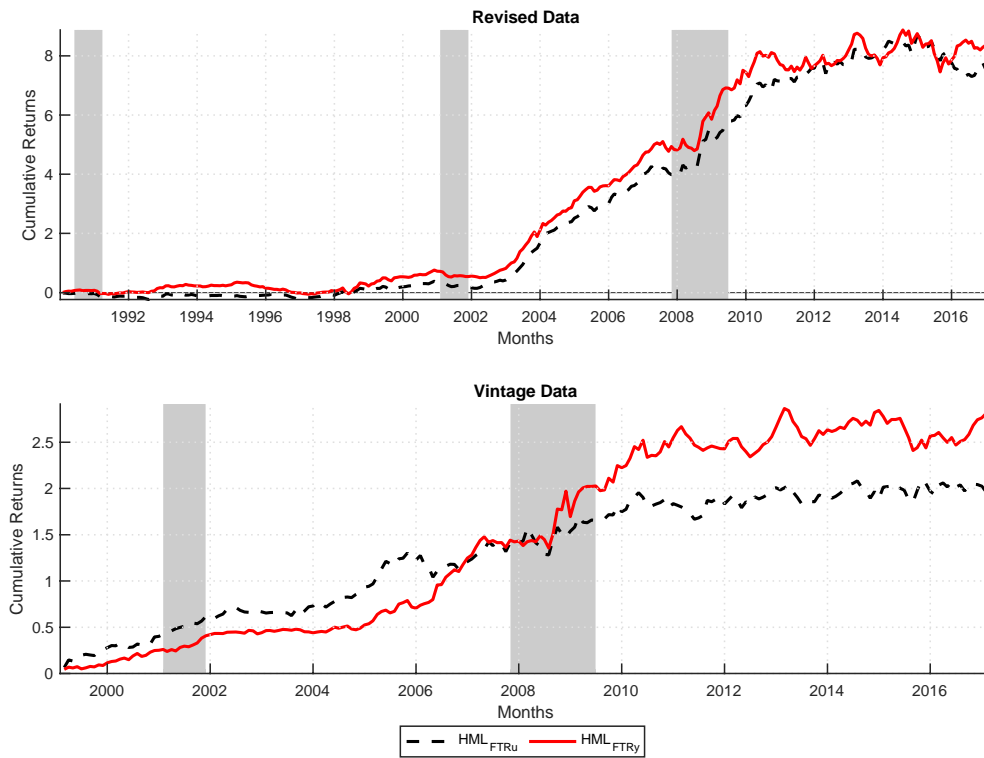 Revised Data
8
6
4
2
0
Cumulative Returns
1992 1994 1996 1998 2000 2002 2004 2006 2008 2010 2012 2014 2016
Months
Vintage Data
2.5
2
1.5
1
0.5
0
Cumulative Returns
2000 2002 2004 2006 2008 2010 2012 2014 2016
Months
HML_FTRu HML_FTRy